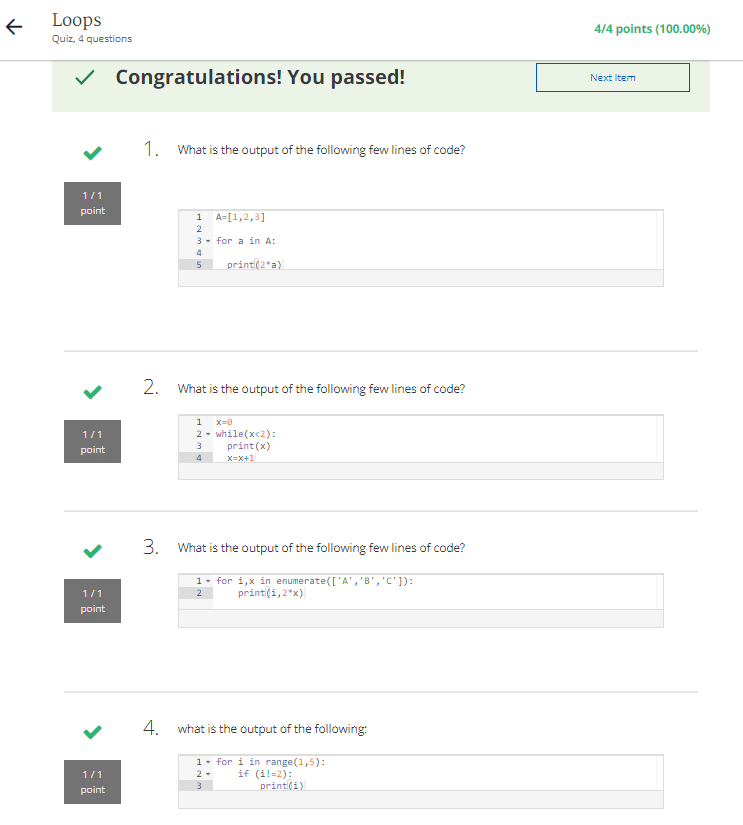 Loops
Quiz, 4 questions
4/4 points (100.00%)
Congratulations! You passed!
Next Item
1.
What is the output of the following few lines of code?
1/1
point
1 A=[1,2,3]
2
3 for a in A:
4
5 print(2*a)
2.
What is the output of the following few lines of code?
1/1
point
1 x=0
2 while(x<2):
3 print(x)
4 x=x+1
3.
What is the output of the following few lines of code?
1/1
point
1 for i,x in enumerate(['A','B','C']):
2 print(i,2*x)
4.
what is the output of the following:
1/1
point
1 for i in range(1,5):
2 if (i!=2):
3 print(i)